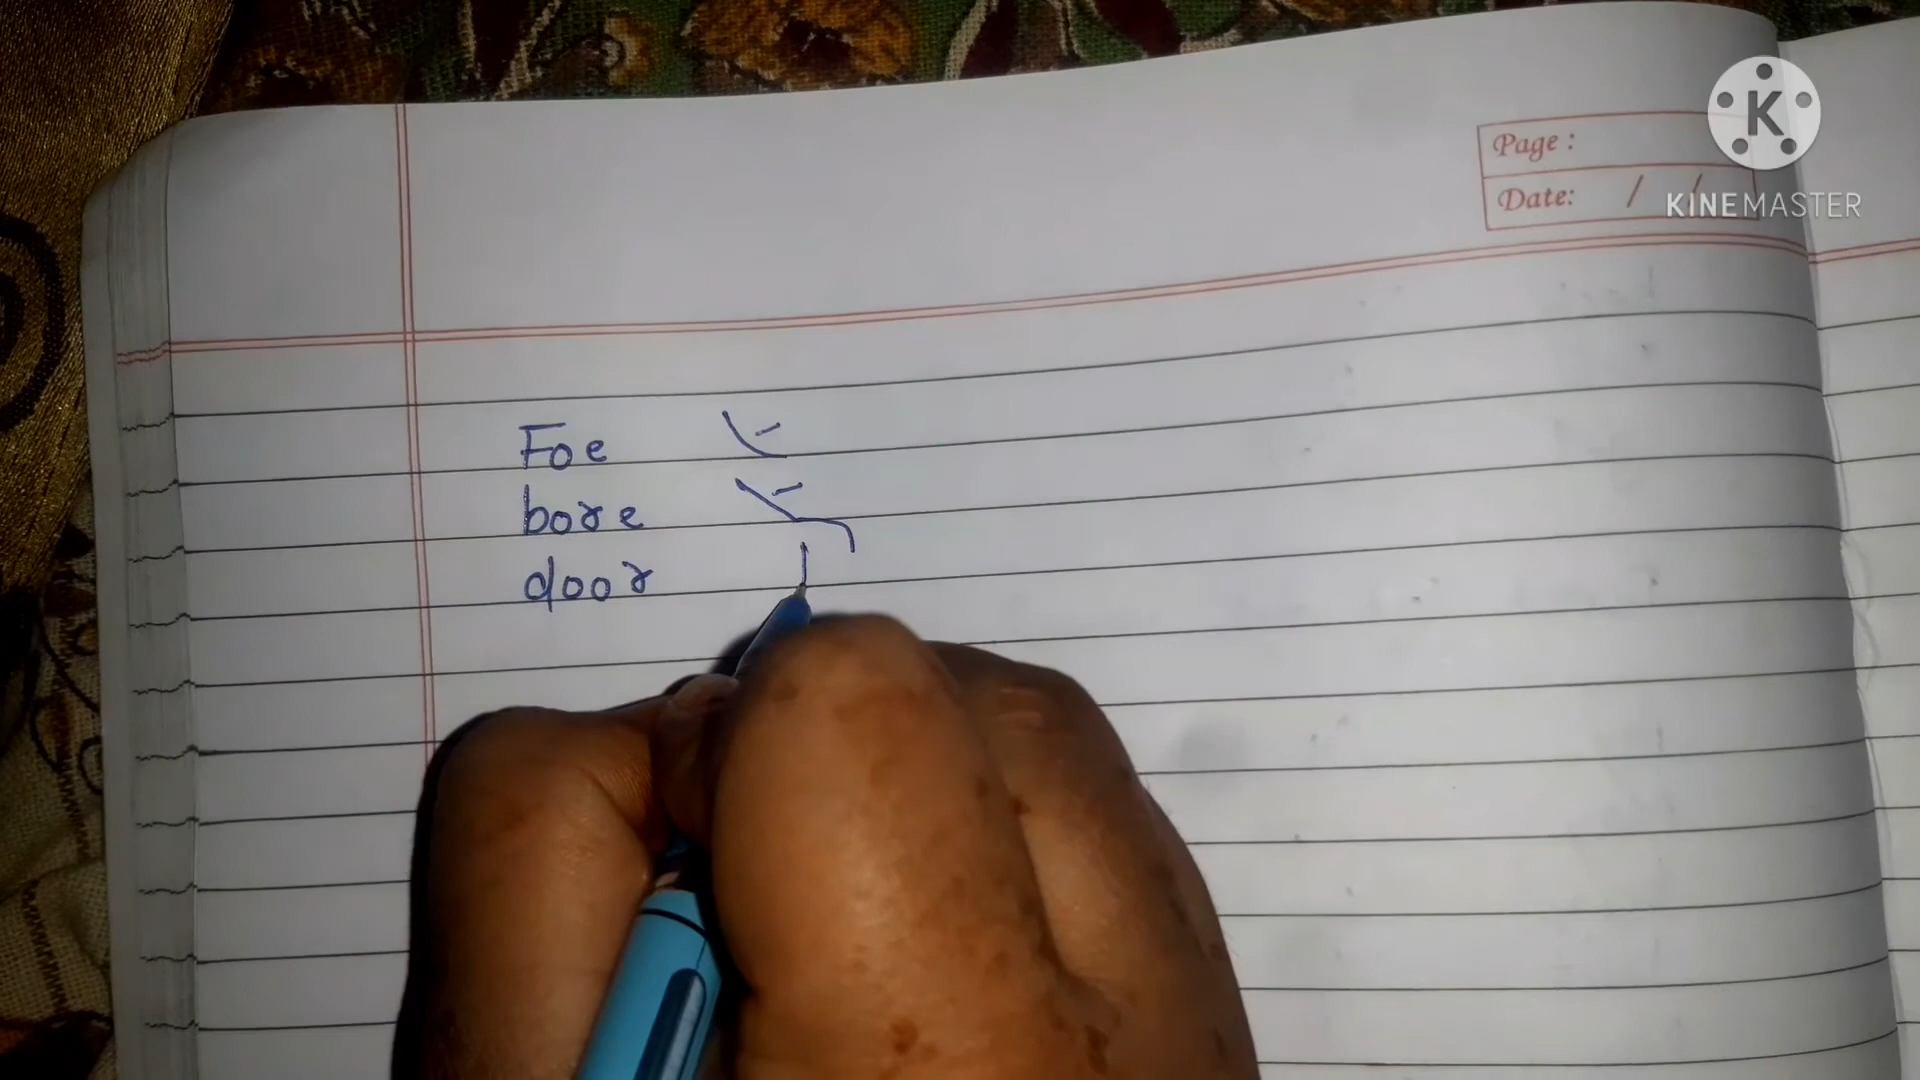 Page :
K
Date: / /
KINEMASTER
Foe
bore
door